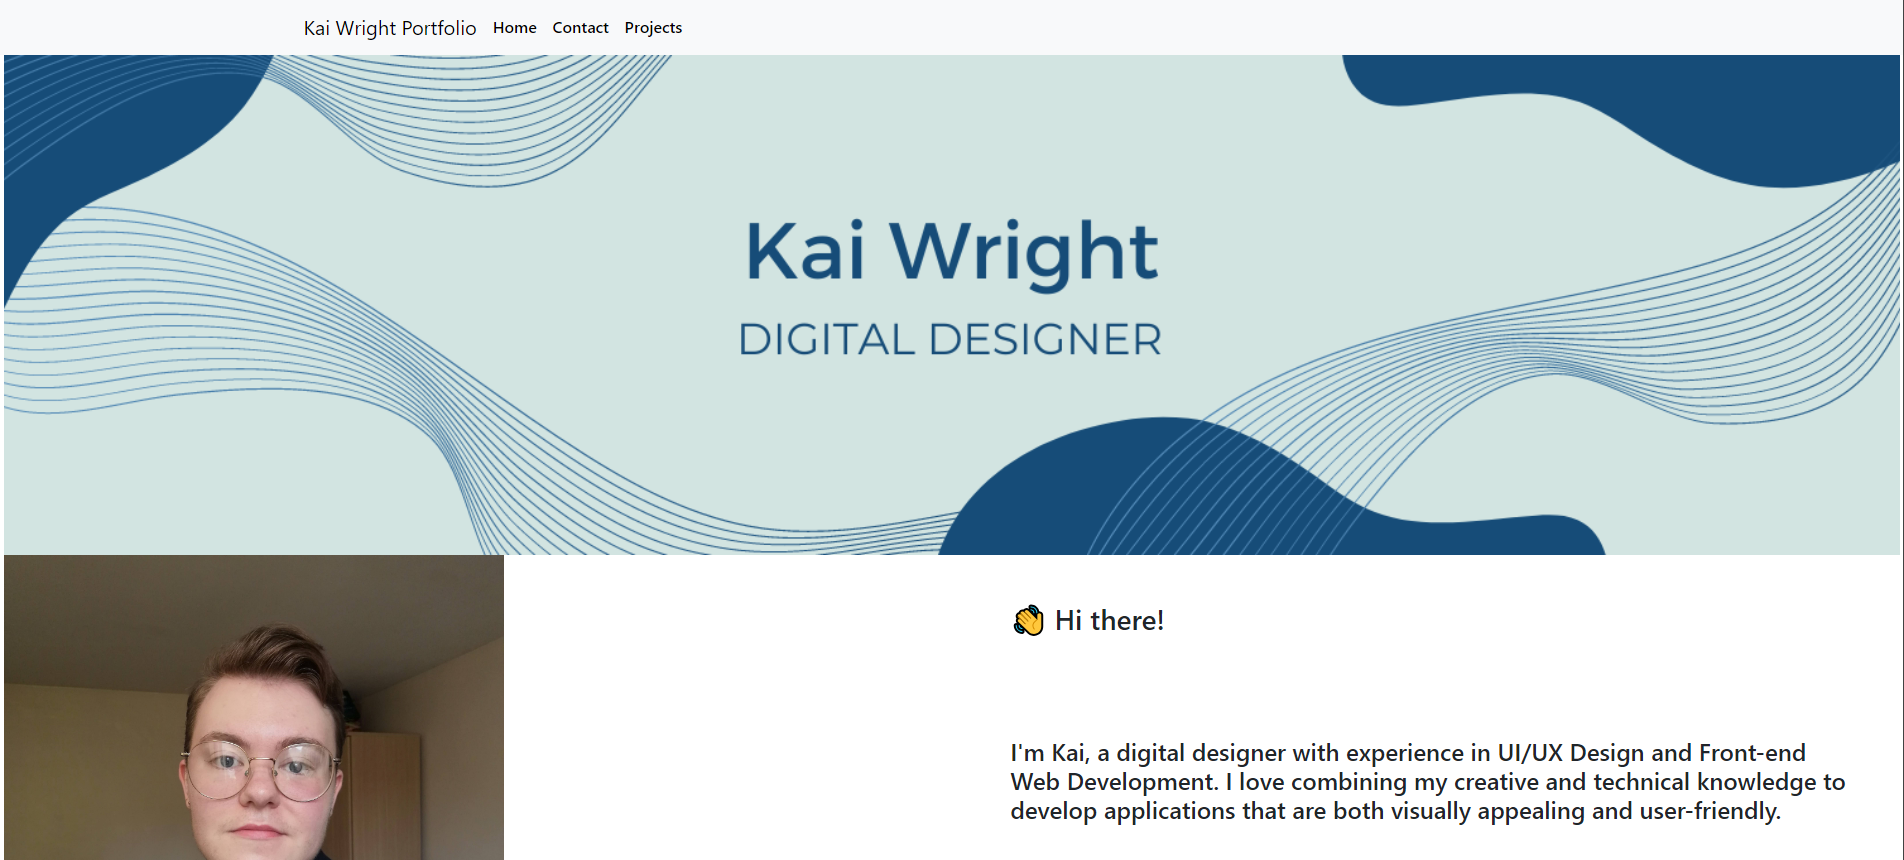 Kai Wright Portfolio Home Contact Projects
Kai Wright
DIGITAL DESIGNER
👋 Hi there!
I'm Kai, a digital designer with experience in UI/UX Design and Front-end
Web Development. I love combining my creative and technical knowledge to
develop applications that are both visually appealing and user-friendly.